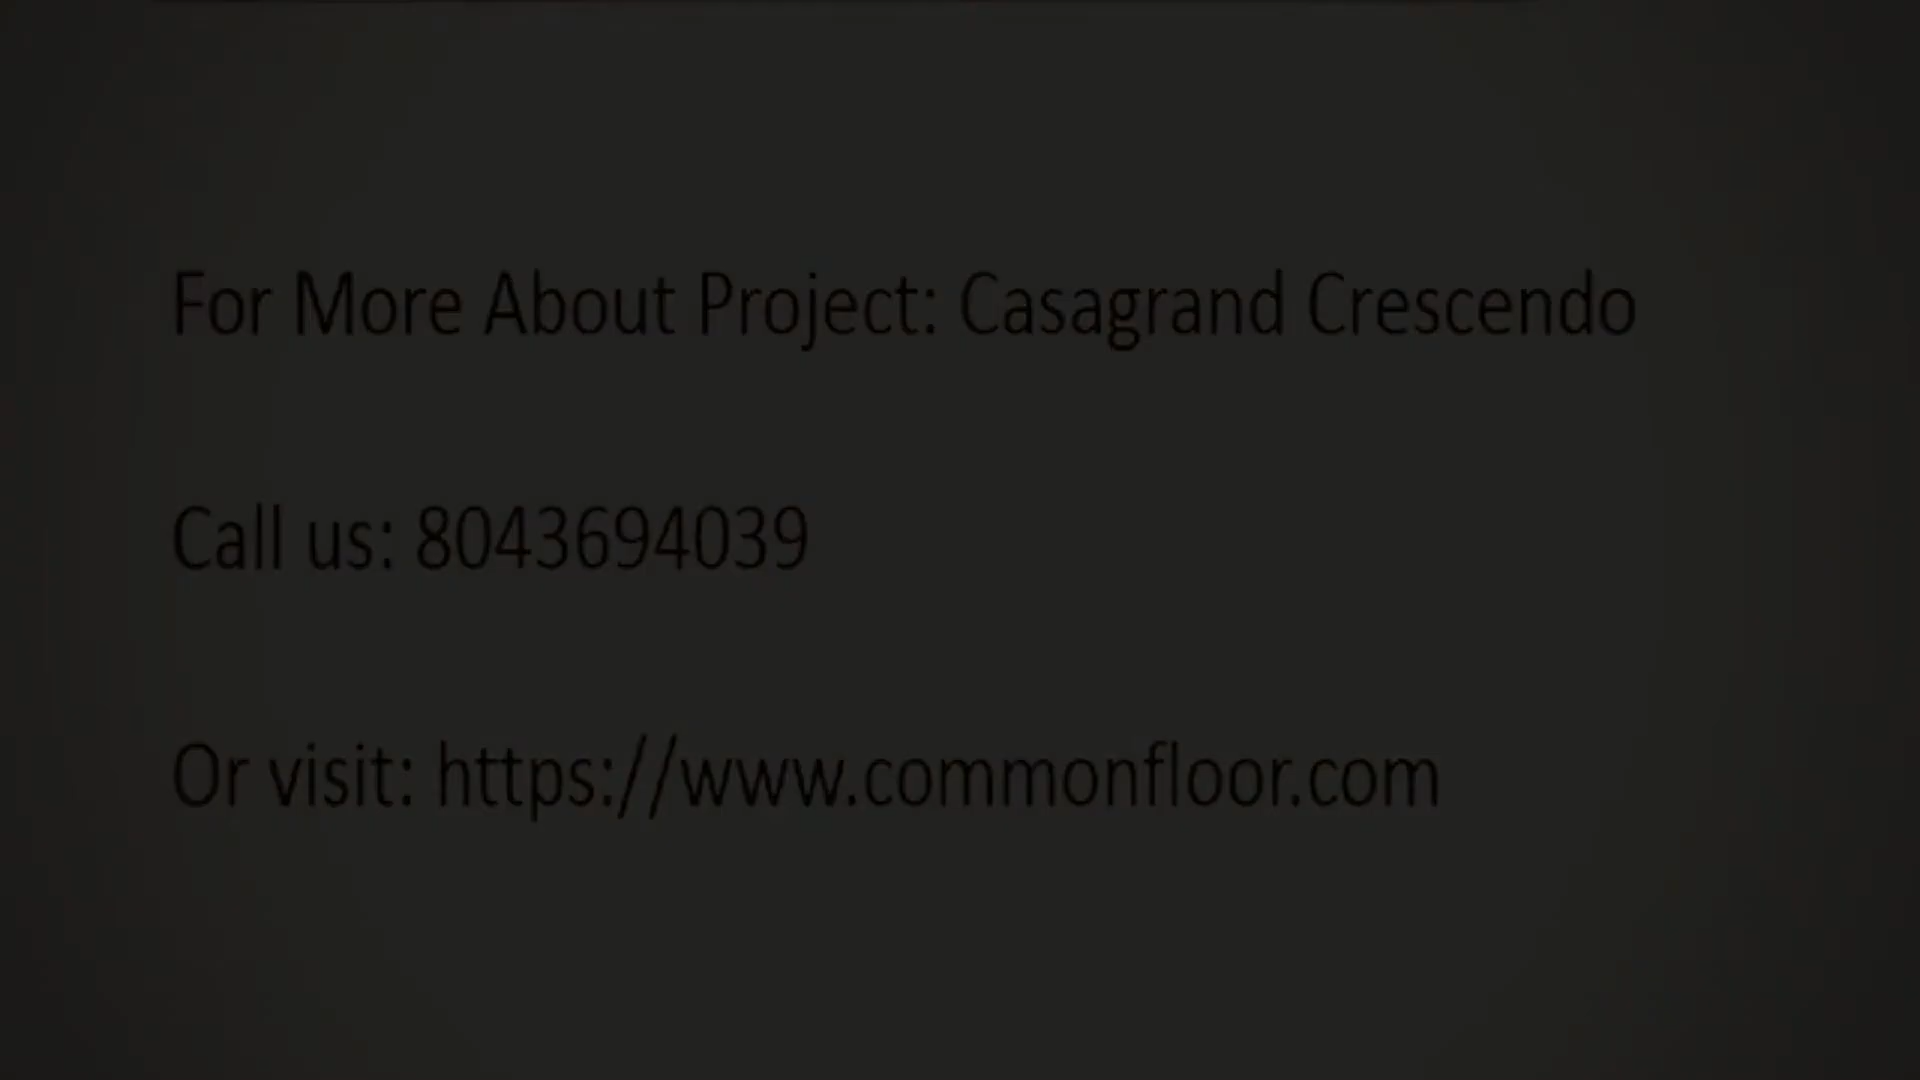 For More About Project: Casagrand Crescendo
Call us: 8043694039
Or visit: https://www.commonfloor.com